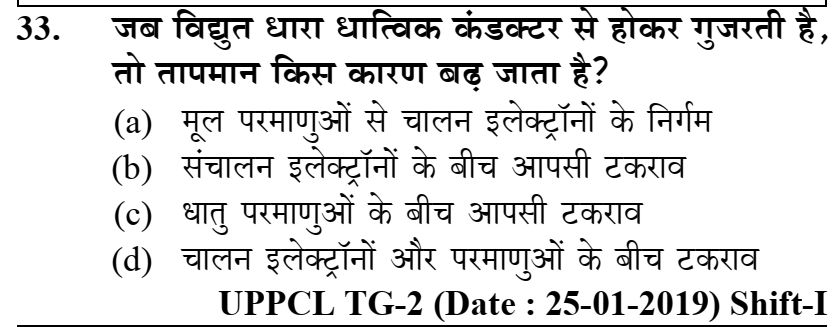 33. जब विद्युत धारा धात्विक कंडक्टर से होकर गुजरती है,
तो तापमान किस कारण बढ़ जाता है?
(a) मूल परमाणुओं से चालन इलेक्ट्रॉनों के निर्गम
(b) संचालन इलेक्ट्रॉनों के बीच आपसी टकराव
(c) धातु परमाणुओं के बीच आपसी टकराव
(d) चालन इलेक्ट्रॉनों और परमाणुओं के बीच टकराव
UPPCL TG-2 (Date : 25-01-2019) Shift-I